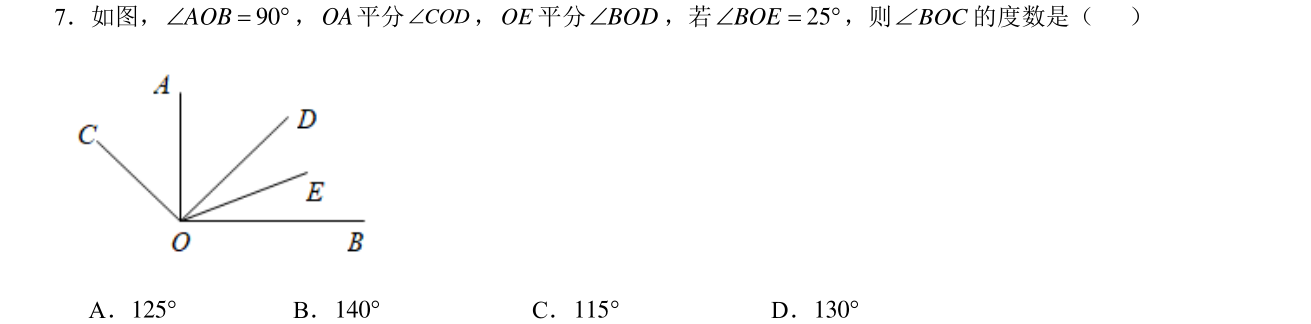 7．如图，∠AOB = 90°，OA 平分∠COD，OE 平分∠BOD，若∠BOE = 25°，则∠BOC 的度数是（　　）
A
D
C
E
O
B
A．125° B．140° C．115° D．130°